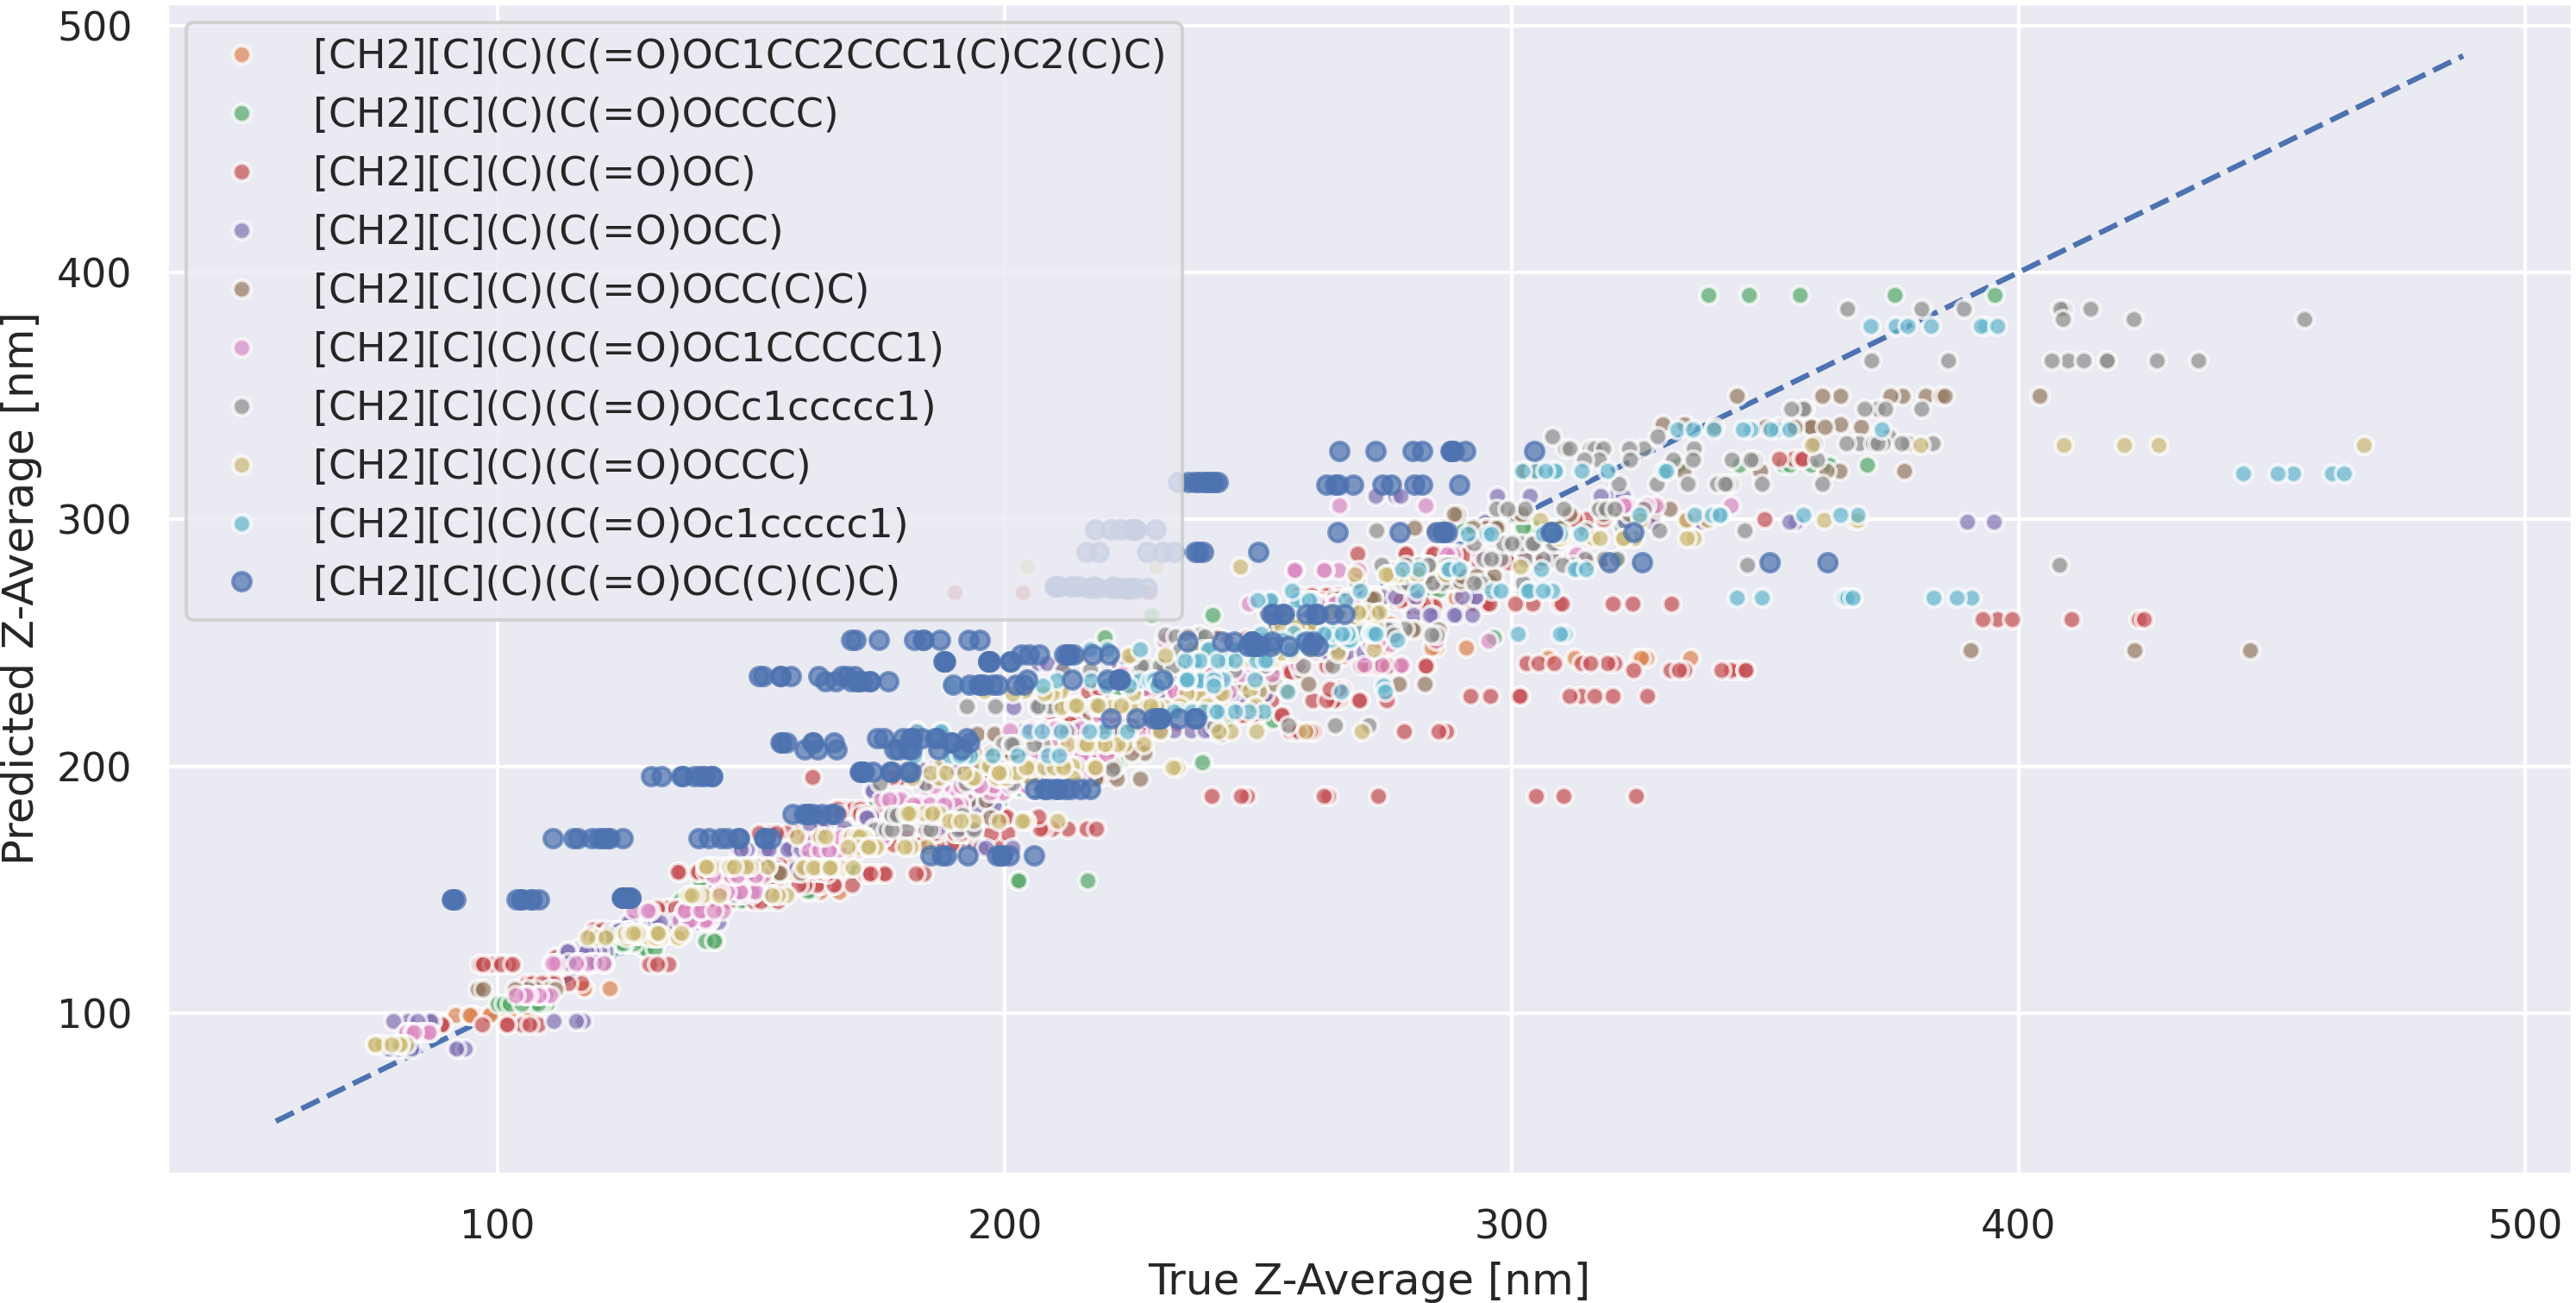 500
400
300
200
100
Predicted Z-Average [nm]
[CH2][C](C)(C(=O)OC1CC2CCC1(C)C2(C)C)
[CH2][C](C)(C(=O)OCCCC)
[CH2][C](C)(C(=O)OC)
[CH2][C](C)(C(=O)OCC)
[CH2][C](C)(C(=O)OCC(C)C)
[CH2][C](C)(C(=O)OC1CCCCC1)
[CH2][C](C)(C(=O)OCc1ccccc1)
[CH2][C](C)(C(=O)OCCC)
[CH2][C](C)(C(=O)Oc1ccccc1)
[CH2][C](C)(C(=O)OC(C)(C)C)
100 200 300 400 500
True Z-Average [nm]